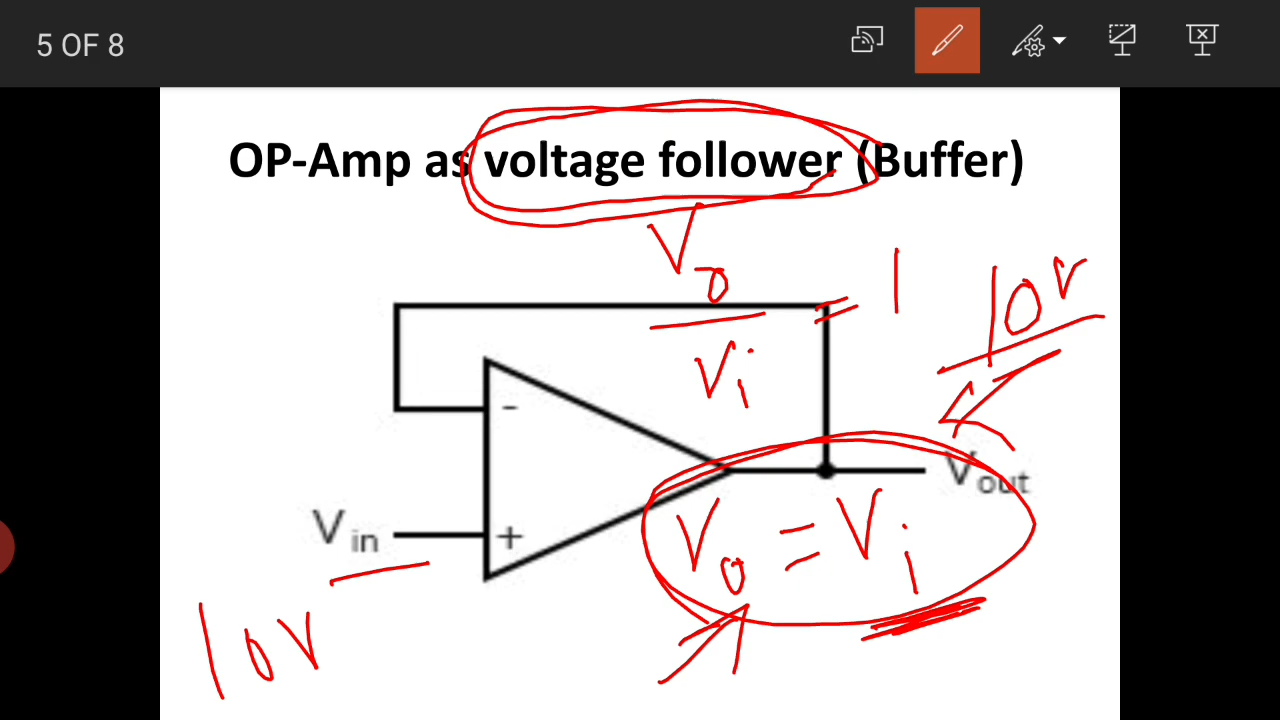 5 OF 8
OP-Amp as voltage follower (Buffer)
Vo
Vi
= 1
10V
-
Vout
Vin
+
Vo = Vi
10V